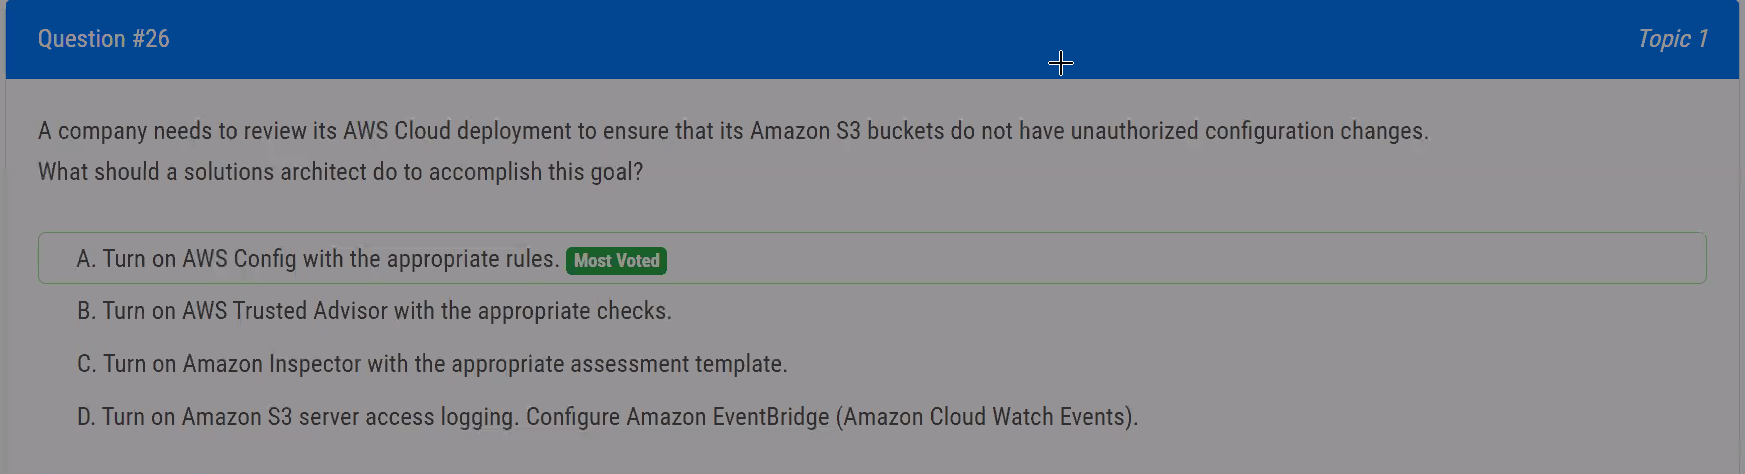 Question #26
Topic 1
A company needs to review its AWS Cloud deployment to ensure that its Amazon S3 buckets do not have unauthorized configuration changes.
What should a solutions architect do to accomplish this goal?
A. Turn on AWS Config with the appropriate rules. Most Voted
B. Turn on AWS Trusted Advisor with the appropriate checks.
C. Turn on Amazon Inspector with the appropriate assessment template.
D. Turn on Amazon S3 server access logging. Configure Amazon EventBridge (Amazon Cloud Watch Events).